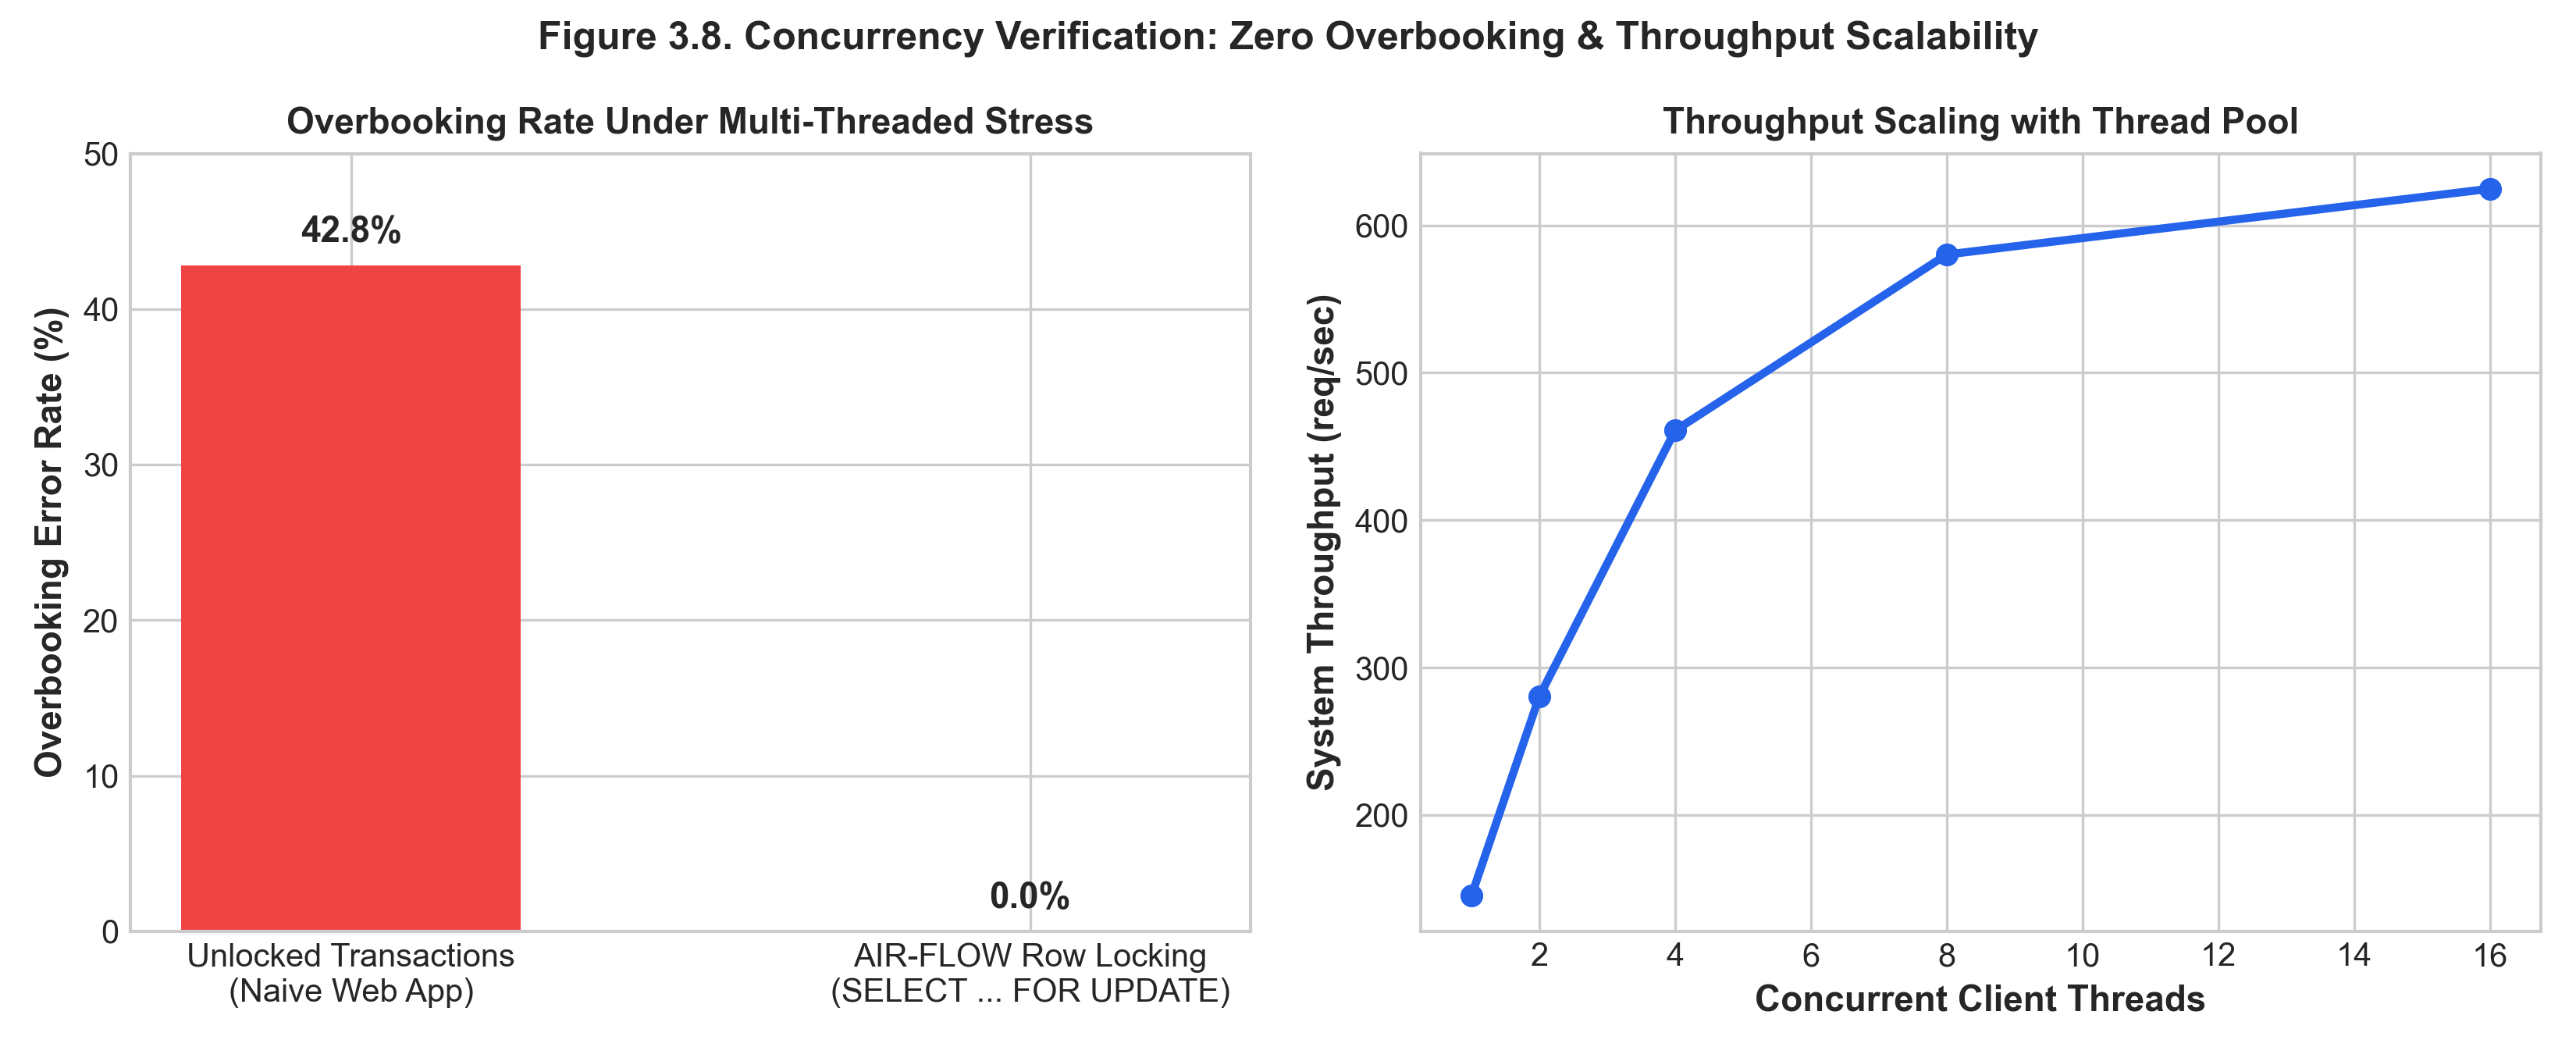 Figure 3.8. Concurrency Verification: Zero Overbooking & Throughput Scalability
Overbooking Rate Under Multi-Threaded Stress
Overbooking Error Rate (%)
50
40
30
20
10
0
42.8%
0.0%
Unlocked Transactions
(Naive Web App)
AIR-FLOW Row Locking
(SELECT ... FOR UPDATE)
Throughput Scaling with Thread Pool
System Throughput (req/sec)
600
500
400
300
200
2 4 6 8 10 12 14 16
Concurrent Client Threads